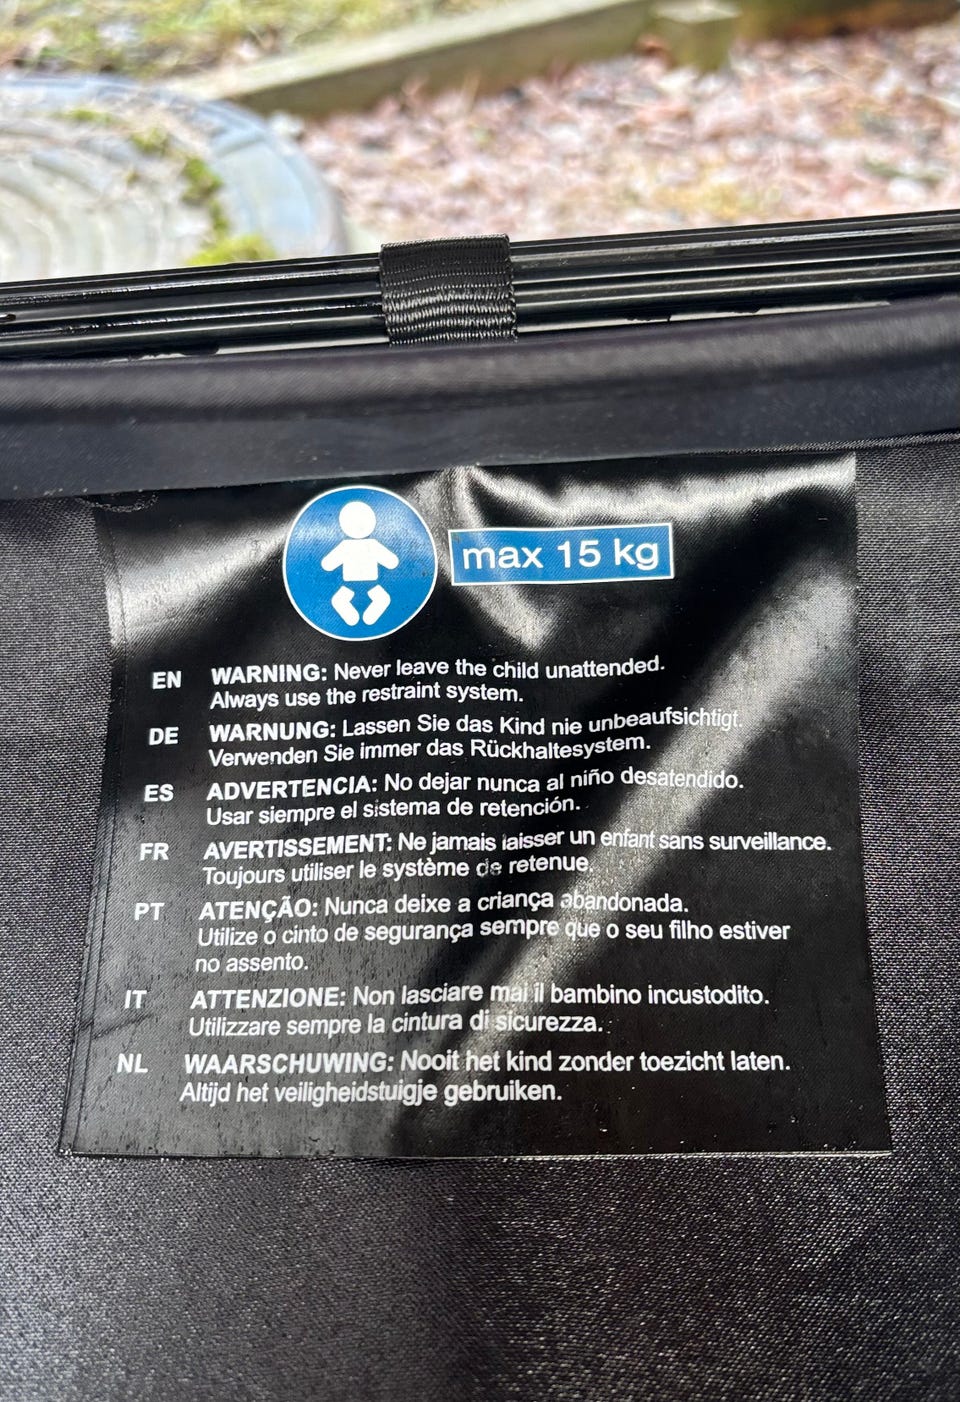 max 15 kg
EN WARNING: Never leave the child unattended.
Always use the restraint system.
DE WARNUNG: Lassen Sie das Kind nie unbeaufsichtigt.
Verwenden Sie immer das Rückhaltesystem.
ES ADVERTENCIA: No dejar nunca al niño desatendido.
Usar siempre el sistema de retención.
FR AVERTISSEMENT: Ne jamais laisser un enfant sans surveillance.
Toujours utiliser le système de retenue.
PT ATENÇÃO: Nunca deixe a criança abandonada.
Utilize o cinto de segurança sempre que o seu filho estiver
no assento.
IT ATTENZIONE: Non lasciare mai il bambino incustodito.
Utilizzare sempre la cintura di sicurezza.
NL WAARSCHUWING: Nooit het kind zonder toezicht laten.
Altijd het veiligheidstuigje gebruiken.